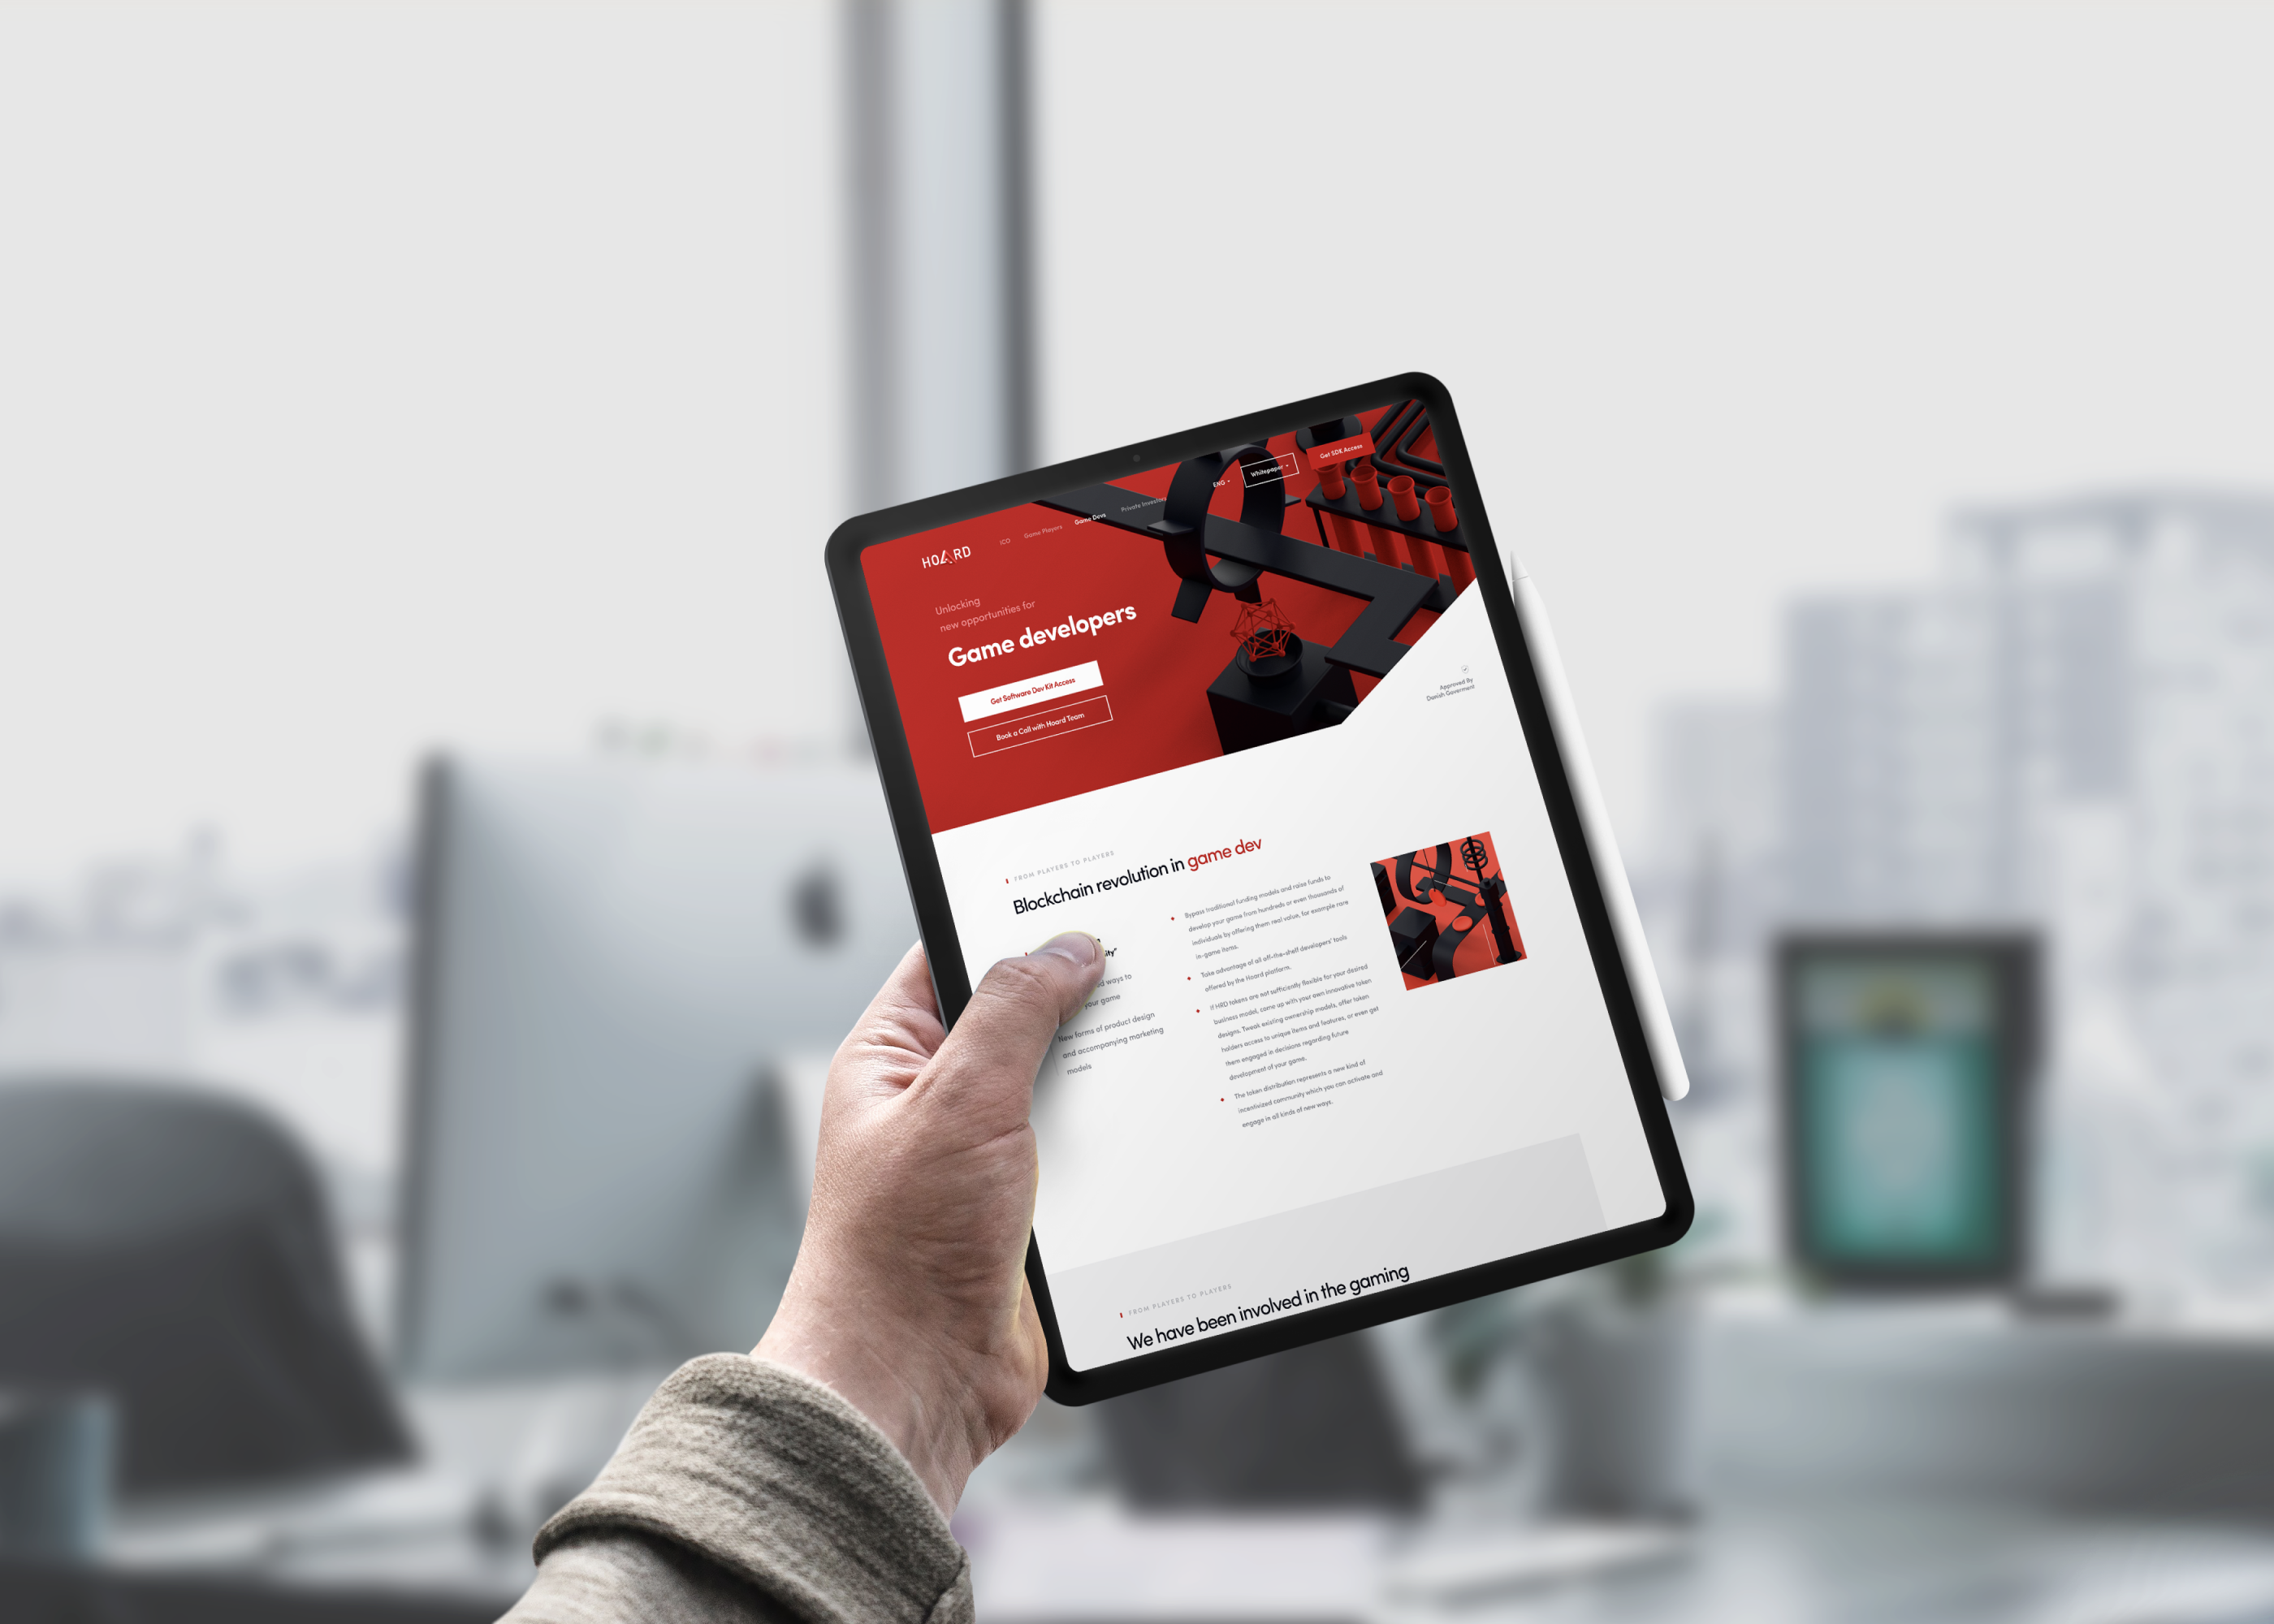 HOARD
ICO
Game Players
Game Devs
Private Investors
ENG
Whitepaper
Get SDK Access
Unlocking
new opportunities for
Game developers
Get Software Dev Kit Access
Book a Call with Hoard Team
Approved By
Danish Goverment
FROM PLAYERS TO PLAYERS
Blockchain revolution in game dev
ways to
your game
New forms of product design
and accompanying marketing
models
Bypass traditional funding models and raise funds to
develop your game from hundreds or even thousands of
individuals by offering them real value, for example rare
in-game items.
Take advantage of all off-the-shelf developers' tools
offered by the Hoard platform.
If HRD tokens are not sufficiently flexible for your desired
business model, come up with your own innovative token
designs. Tweak existing ownership models, offer token
holders access to unique items and features, or even get
them engaged in decisions regarding future
development of your game.
The token distribution represents a new kind of
incentivized community which you can activate and
engage in all kinds of new ways.
FROM PLAYERS TO PLAYERS
We have been involved in the gaming